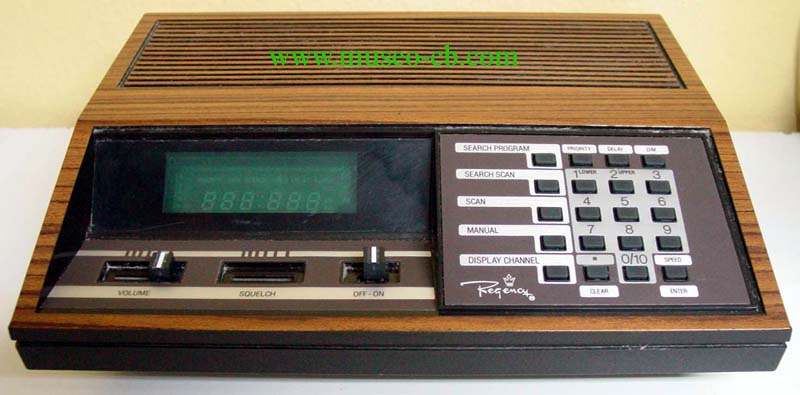 www.museo-cb.com
SEARCH PROGRAM
PRIORITY
DELAY
DIM
SEARCH SCAN
1 LOWER
2 UPPER
3
SCAN
4
5
6
MANUAL
7
8
9
DISPLAY CHANNEL
0/10
SPEED
VOLUME
SQUELCH
OFF-ON
Regency
CLEAR
ENTER